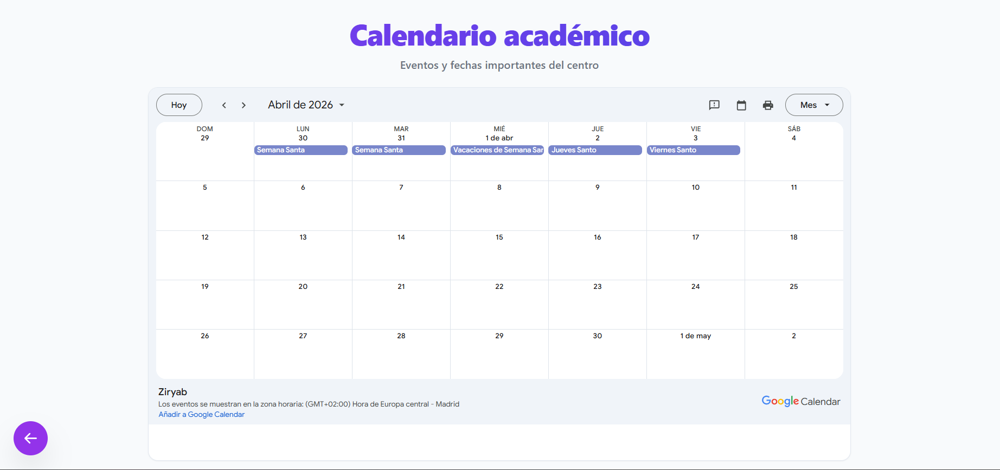 Calendario académico
Eventos y fechas importantes del centro
Hoy Abril de 2026 Mes
DOM LUN MAR MIÉ JUE VIE SÁB
29 30 31 1 de abr 2 3 4
Semana Santa Semana Santa Vacaciones de Semana San Jueves Santo Viernes Santo
5 6 7 8 9 10 11
12 13 14 15 16 17 18
19 20 21 22 23 24 25
26 27 28 29 30 1 de may 2
Ziryab
Los eventos se muestran en la zona horaria: (GMT+02:00) Hora de Europa central - Madrid
Añadir a Google Calendar
Google Calendar